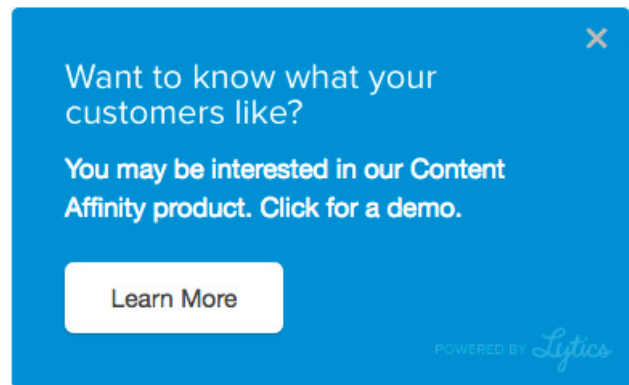 Want to know what your
customers like?
You may be interested in our Content
Affinity product. Click for a demo.
Learn More
POWERED BY Lytics